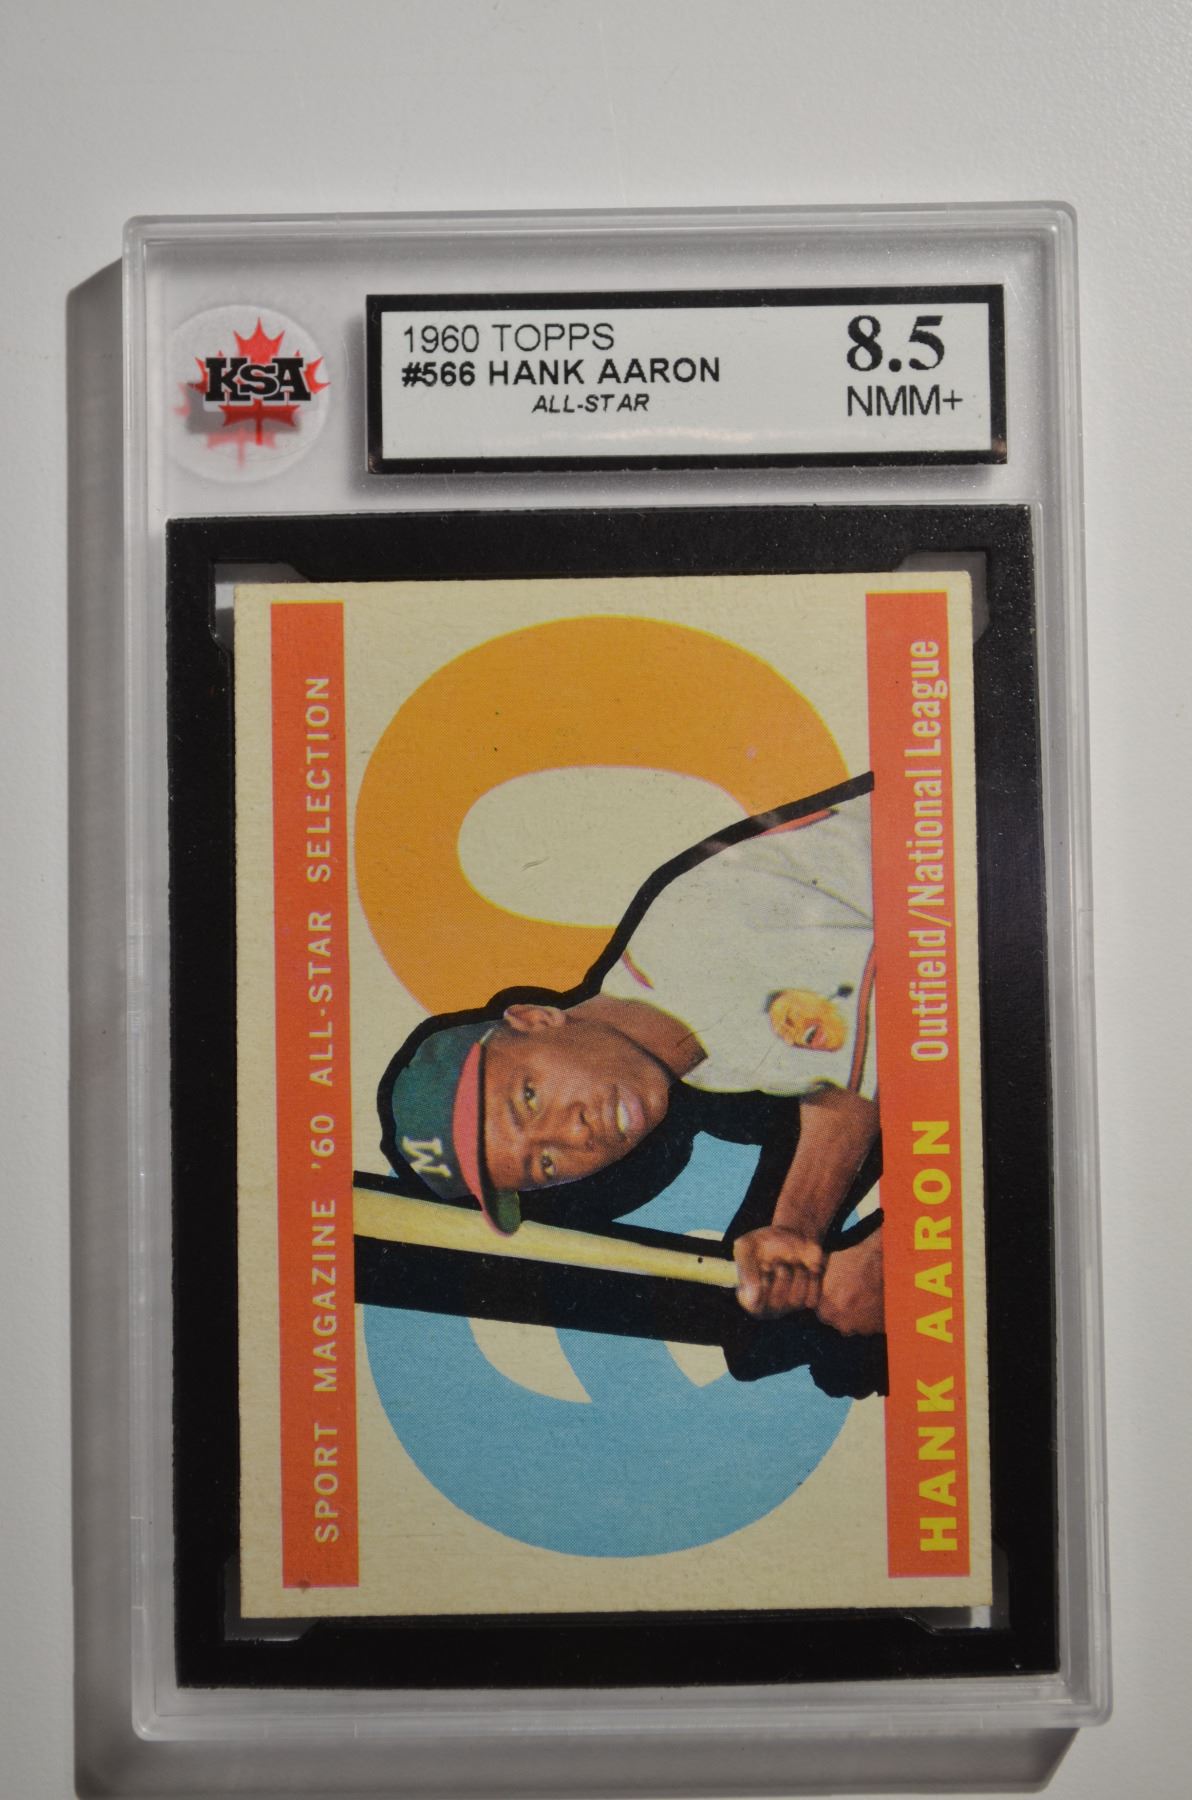 KSA
1960 TOPPS
#566 HANK AARON
ALL-STAR
8.5
NMM+
SPORT MAGAZINE '60 ALL-STAR SELECTION
M
HANK AARON Outfield/National League